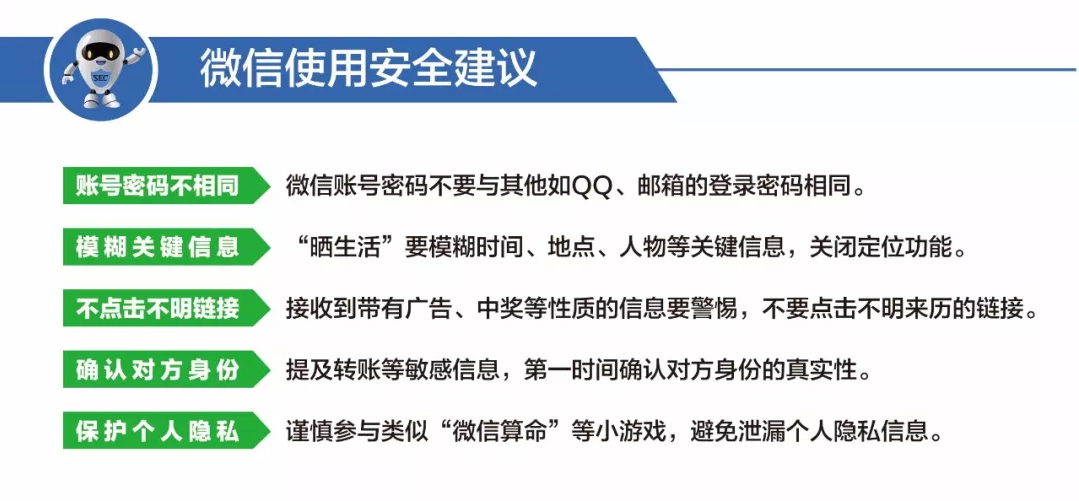 SEC
微信使用安全建议
账号密码不相同 微信账号密码不要与其他如QQ、邮箱的登录密码相同。
模糊关键信息 “晒生活”要模糊时间、地点、人物等关键信息，关闭定位功能。
不点击不明链接 接收到带有广告、中奖等性质的信息要警惕，不要点击不明来历的链接。
确认对方身份 提及转账等敏感信息，第一时间确认对方身份的真实性。
保护个人隐私 谨慎参与类似“微信算命”等小游戏，避免泄漏个人隐私信息。